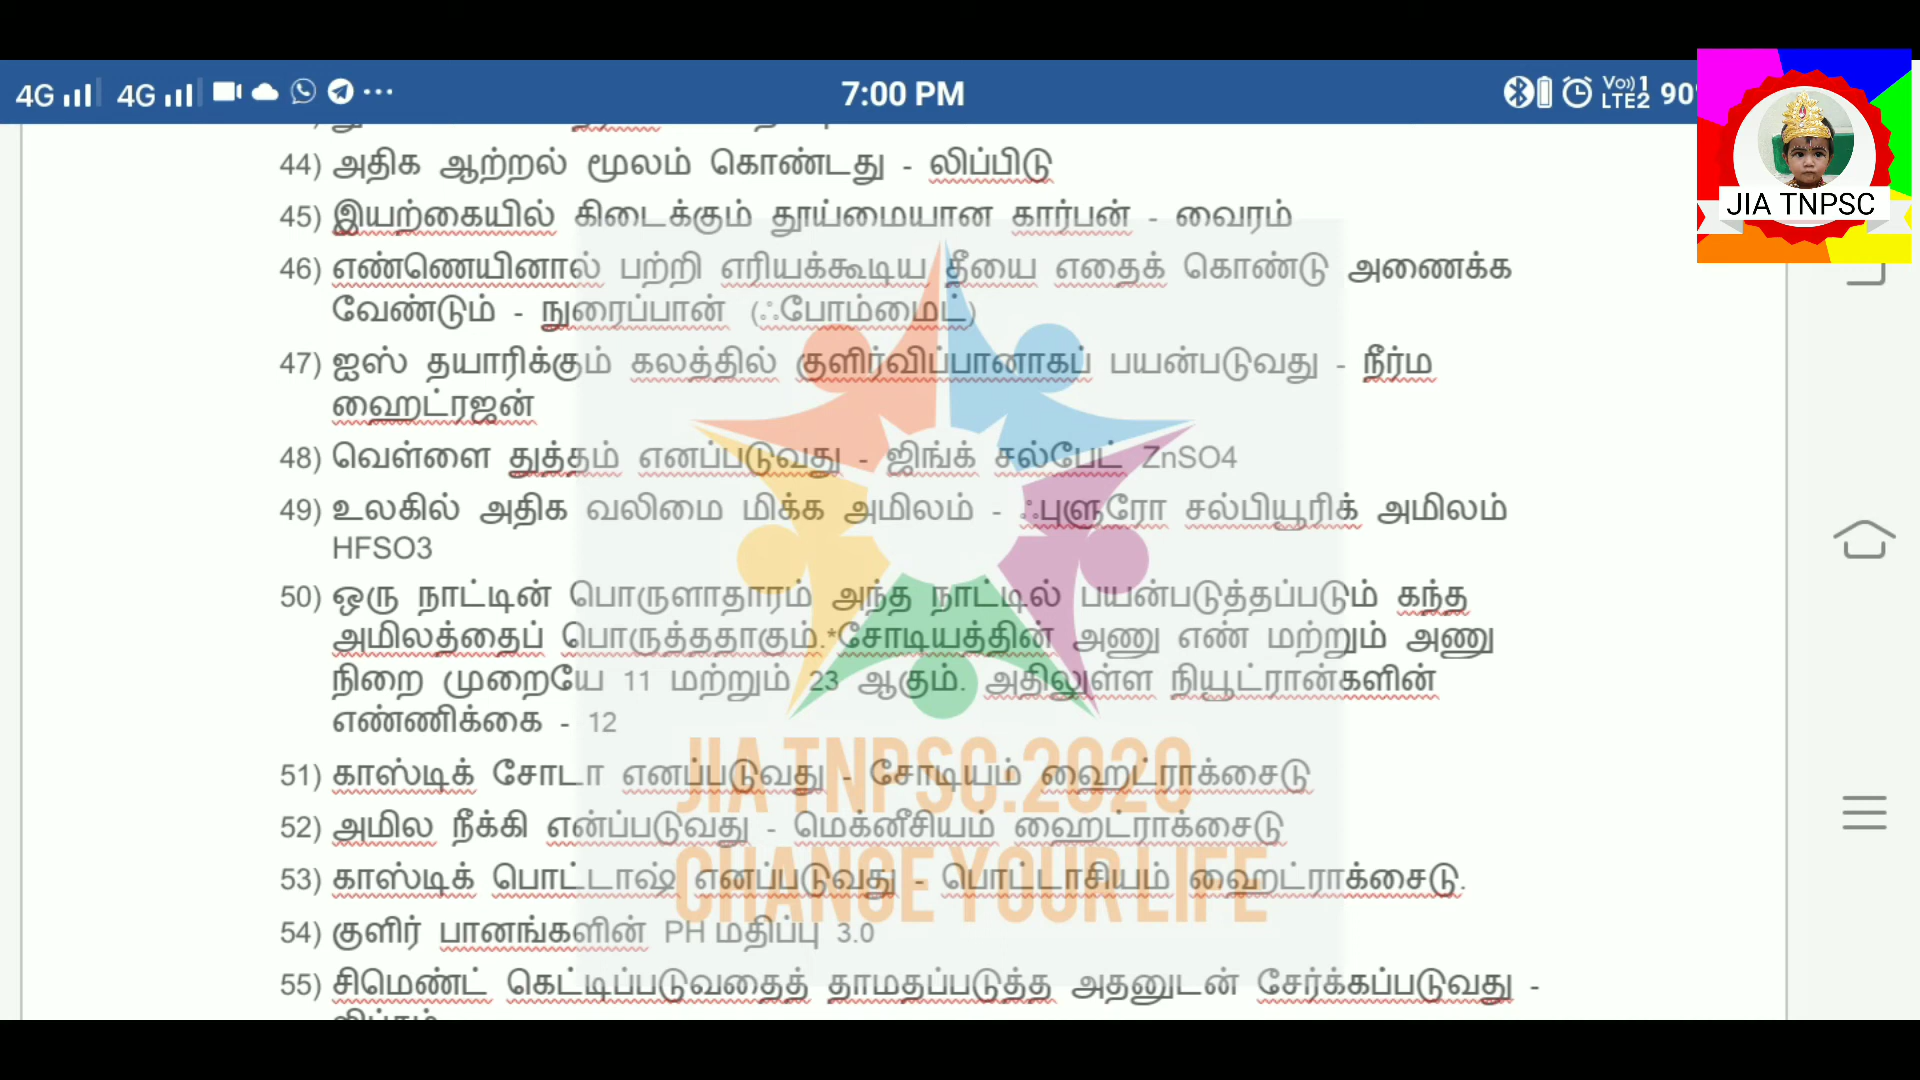 4G 4G 7:00 PM Vo)) 1 LTE2 90
JIA TNPSC
44) அதிக ஆற்றல் மூலம் கொண்டது - லிப்பிடு
45) இயற்கையில் கிடைக்கும் தூய்மையான கார்பன் - வைரம்
46) எண்ணெயினால் பற்றி எரியக்கூடிய தீயை எதைக் கொண்டு அணைக்க
வேண்டும் - நுரைப்பான் (ஃபோம்மைட்)
47) ஐஸ் தயாரிக்கும் கலத்தில் குளிர்விப்பானாகப் பயன்படுவது - நீர்ம
ஹைட்ரஜன்
48) வெள்ளை துத்தம் எனப்படுவது - ஜிங்க் சல்பேட் ZnSO4
49) உலகில் அதிக வலிமை மிக்க அமிலம் - ஃபுளுரோ சல்பியூரிக் அமிலம்
HFSO3
50) ஒரு நாட்டின் பொருளாதாரம் அந்த நாட்டில் பயன்படுத்தப்படும் கந்த
அமிலத்தைப் பொருத்ததாகும்.*சோடியத்தின் அணு எண் மற்றும் அணு
நிறை முறையே 11 மற்றும் 23 ஆகும். அதிலுள்ள நியூட்ரான்களின்
எண்ணிக்கை - 12
51) காஸ்டிக் சோடா எனப்படுவது - சோடியம் ஹைட்ராக்சைடு
52) அமில நீக்கி என்ப்படுவது - மெக்னீசியம் ஹைட்ராக்சைடு
53) காஸ்டிக் பொட்டாஷ் எனப்படுவது - பொட்டாசியம் ஹைட்ராக்சைடு.
54) குளிர் பானங்களின் PH மதிப்பு 3.0
55) சிமெண்ட் கெட்டிப்படுவதைத் தாமதப்படுத்த அதனுடன் சேர்க்கப்படுவது -
JIA TNPSC.2020
CHANGE YOUR LIFE